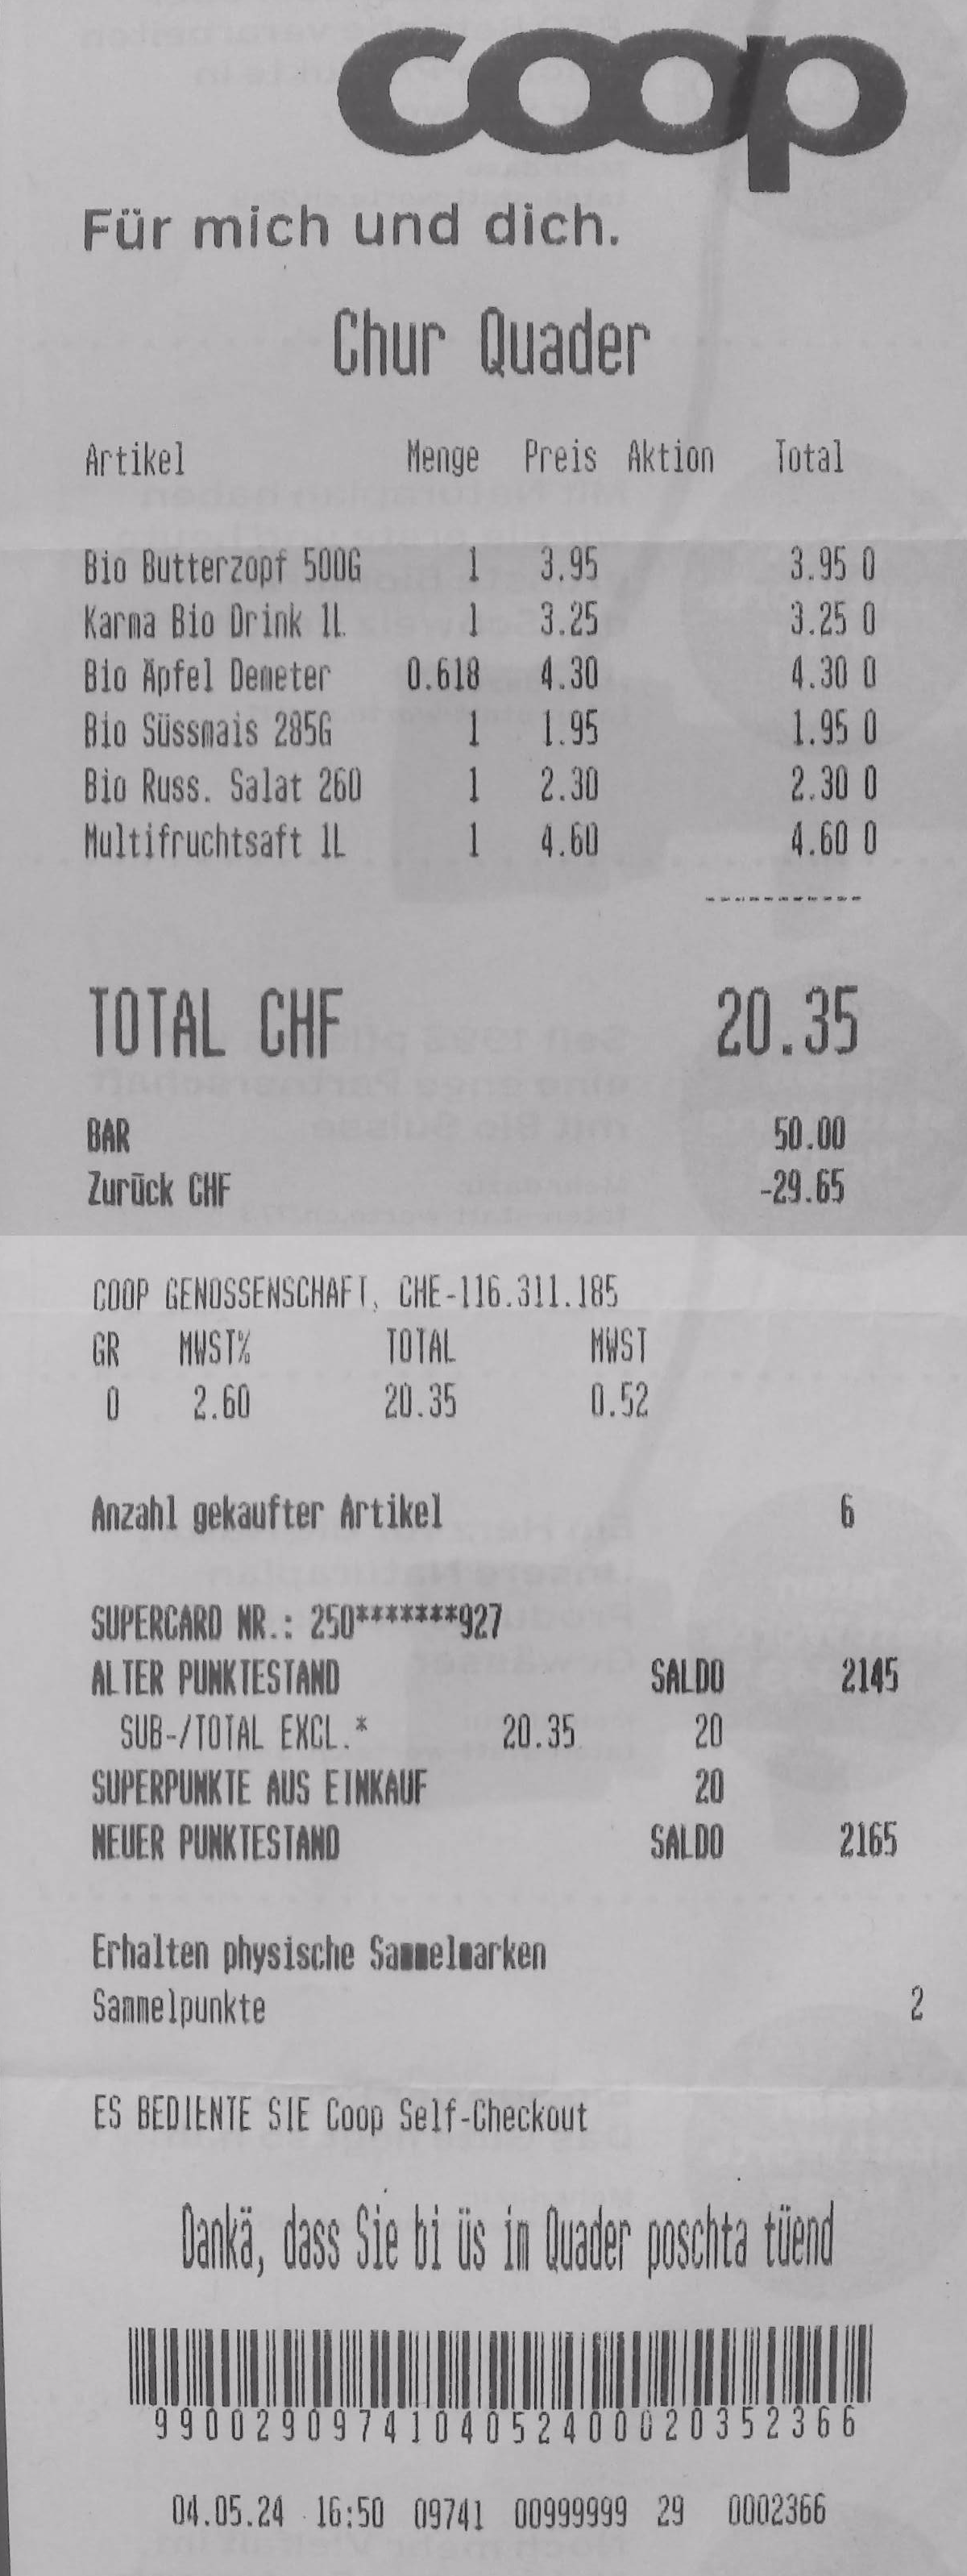 coop
Für mich und dich.
Chur Quader
Artikel Menge Preis Aktion Total
Bio Butterzopf 500G 1 3.95 3.95 0
Karma Bio Drink 1L 1 3.25 3.25 0
Bio Äpfel Demeter 0.618 4.30 4.30 0
Bio Süssmais 285G 1 1.95 1.95 0
Bio Russ. Salat 260 1 2.30 2.30 0
Multifruchtsaft 1L 1 4.60 4.60 0
-----------
TOTAL CHF 20.35
BAR 50.00
Zurück CHF -29.65
COOP GENOSSENSCHAFT, CHE-116.311.185
GR MWST% TOTAL MWST
0 2.60 20.35 0.52
Anzahl gekaufter Artikel 6
SUPERCARD NR.: 250*******927
ALTER PUNKTESTAND SALDO 2145
SUB-/TOTAL EXCL.* 20.35 20
SUPERPUNKTE AUS EINKAUF 20
NEUER PUNKTESTAND SALDO 2165
Erhalten physische Sammelmarken
Sammelpunkte 2
ES BEDIENTE SIE Coop Self-Checkout
Dankä, dass Sie bi üs im Quader poschta tüend
9900290974104052400020352366
04.05.24 16:50 09741 00999999 29 0002366